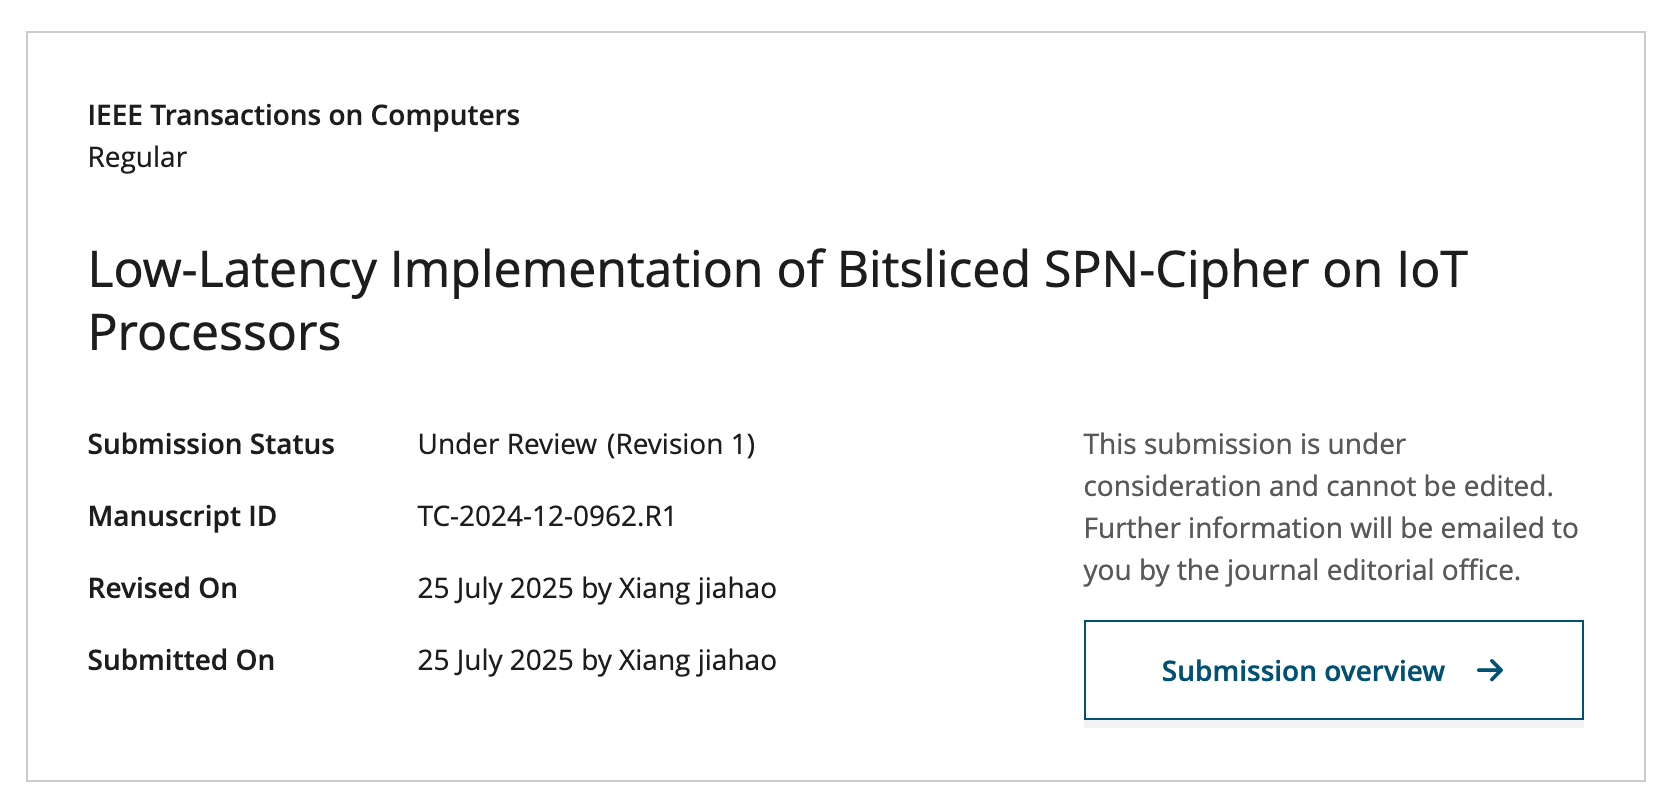 IEEE Transactions on Computers
Regular
Low-Latency Implementation of Bitsliced SPN-Cipher on IoT
Processors
Submission Status Under Review (Revision 1)
Manuscript ID TC-2024-12-0962.R1
Revised On 25 July 2025 by Xiang jiahao
Submitted On 25 July 2025 by Xiang jiahao
This submission is under
consideration and cannot be edited.
Further information will be emailed to
you by the journal editorial office.
Submission overview →